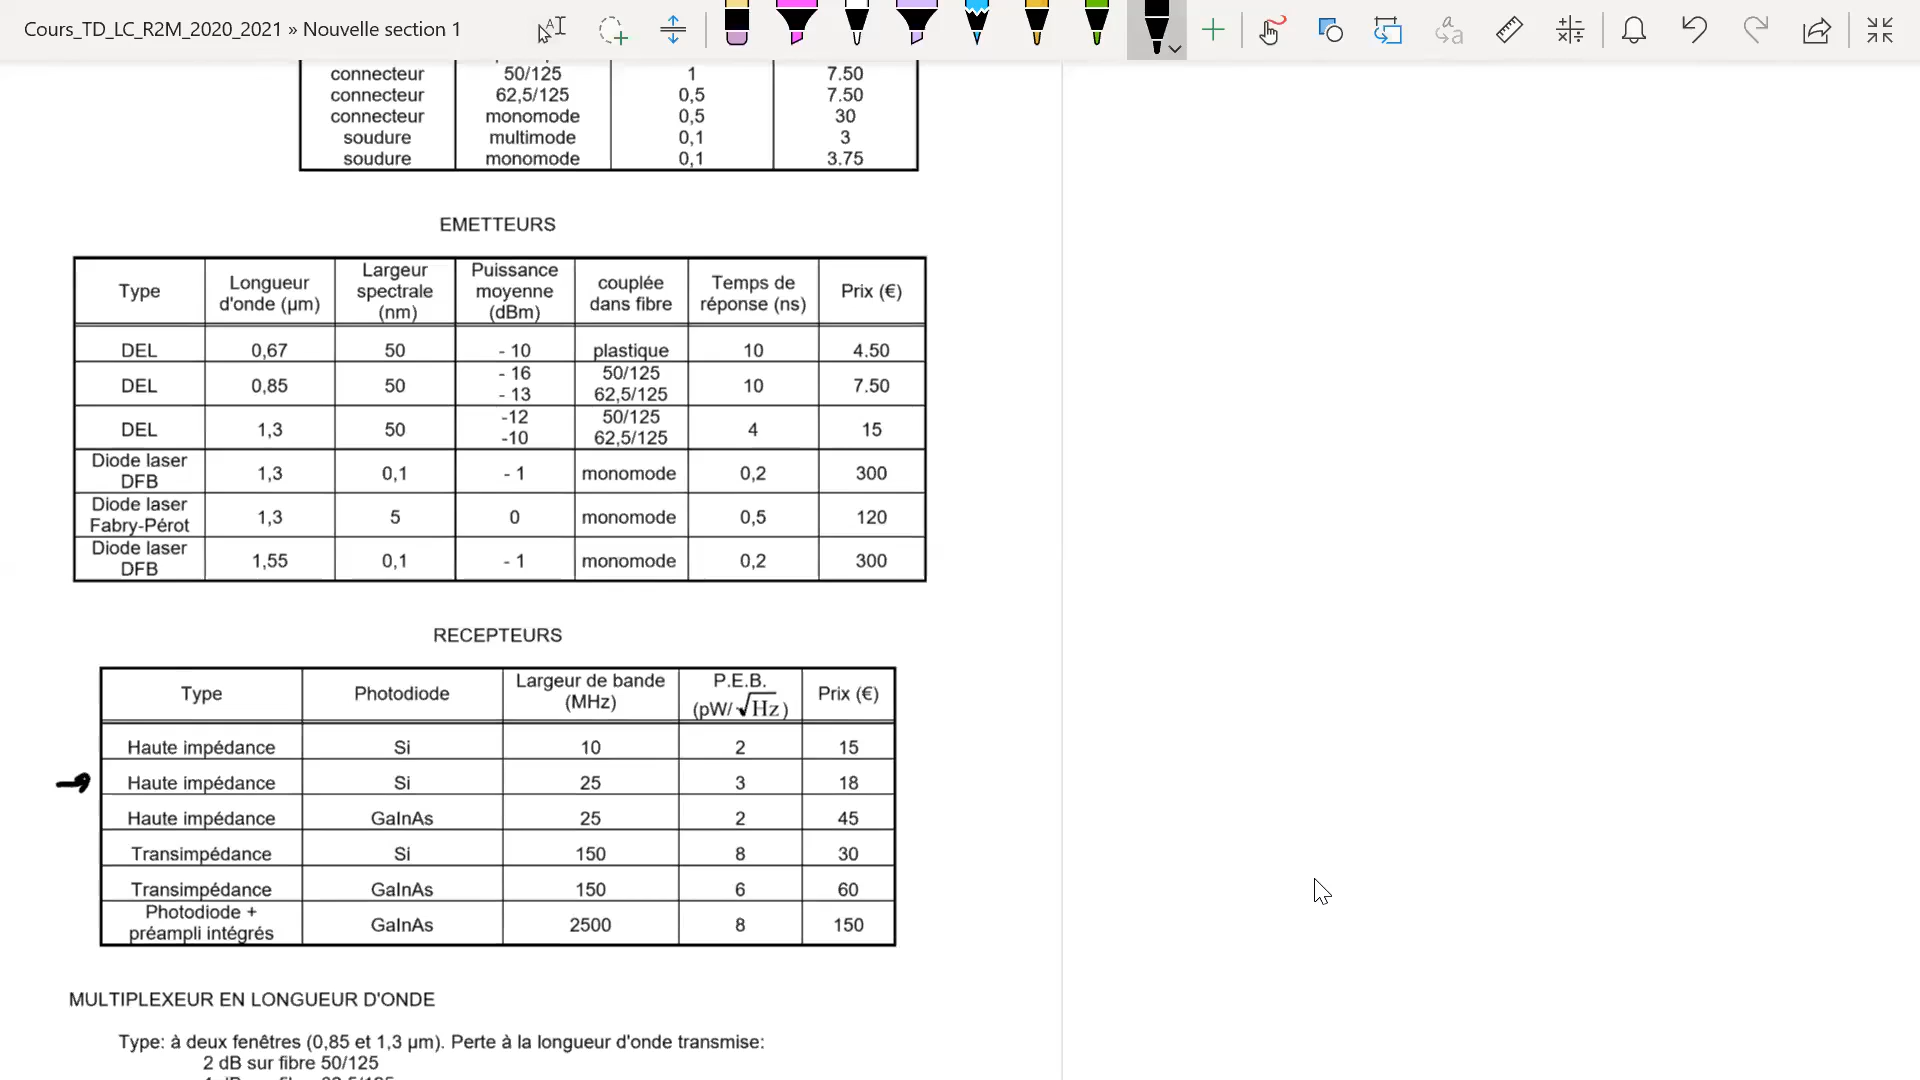 Cours_TD_LC_R2M_2020_2021 » Nouvelle section 1
connecteur 50/125 1 7.50
connecteur 62,5/125 0,5 7.50
connecteur monomode 0,5 30
soudure multimode 0,1 3
soudure monomode 0,1 3.75
EMETTEURS
Type Longueur d'onde (µm) Largeur spectrale (nm) Puissance moyenne (dBm) couplée dans fibre Temps de réponse (ns) Prix (€)
DEL 0,67 50 - 10 plastique 10 4.50
DEL 0,85 50 - 16 - 13 50/125 62,5/125 10 7.50
DEL 1,3 50 -12 -10 50/125 62,5/125 4 15
Diode laser DFB 1,3 0,1 - 1 monomode 0,2 300
Diode laser Fabry-Pérot 1,3 5 0 monomode 0,5 120
Diode laser DFB 1,55 0,1 - 1 monomode 0,2 300
RECEPTEURS
Type Photodiode Largeur de bande (MHz) P.E.B. (pW/√Hz) Prix (€)
Haute impédance Si 10 2 15
Haute impédance Si 25 3 18
Haute impédance GaInAs 25 2 45
Transimpédance Si 150 8 30
Transimpédance GaInAs 150 6 60
Photodiode + préampli intégrés GaInAs 2500 8 150
MULTIPLEXEUR EN LONGUEUR D'ONDE
Type: à deux fenêtres (0,85 et 1,3 µm). Perte à la longueur d'onde transmise:
2 dB sur fibre 50/125